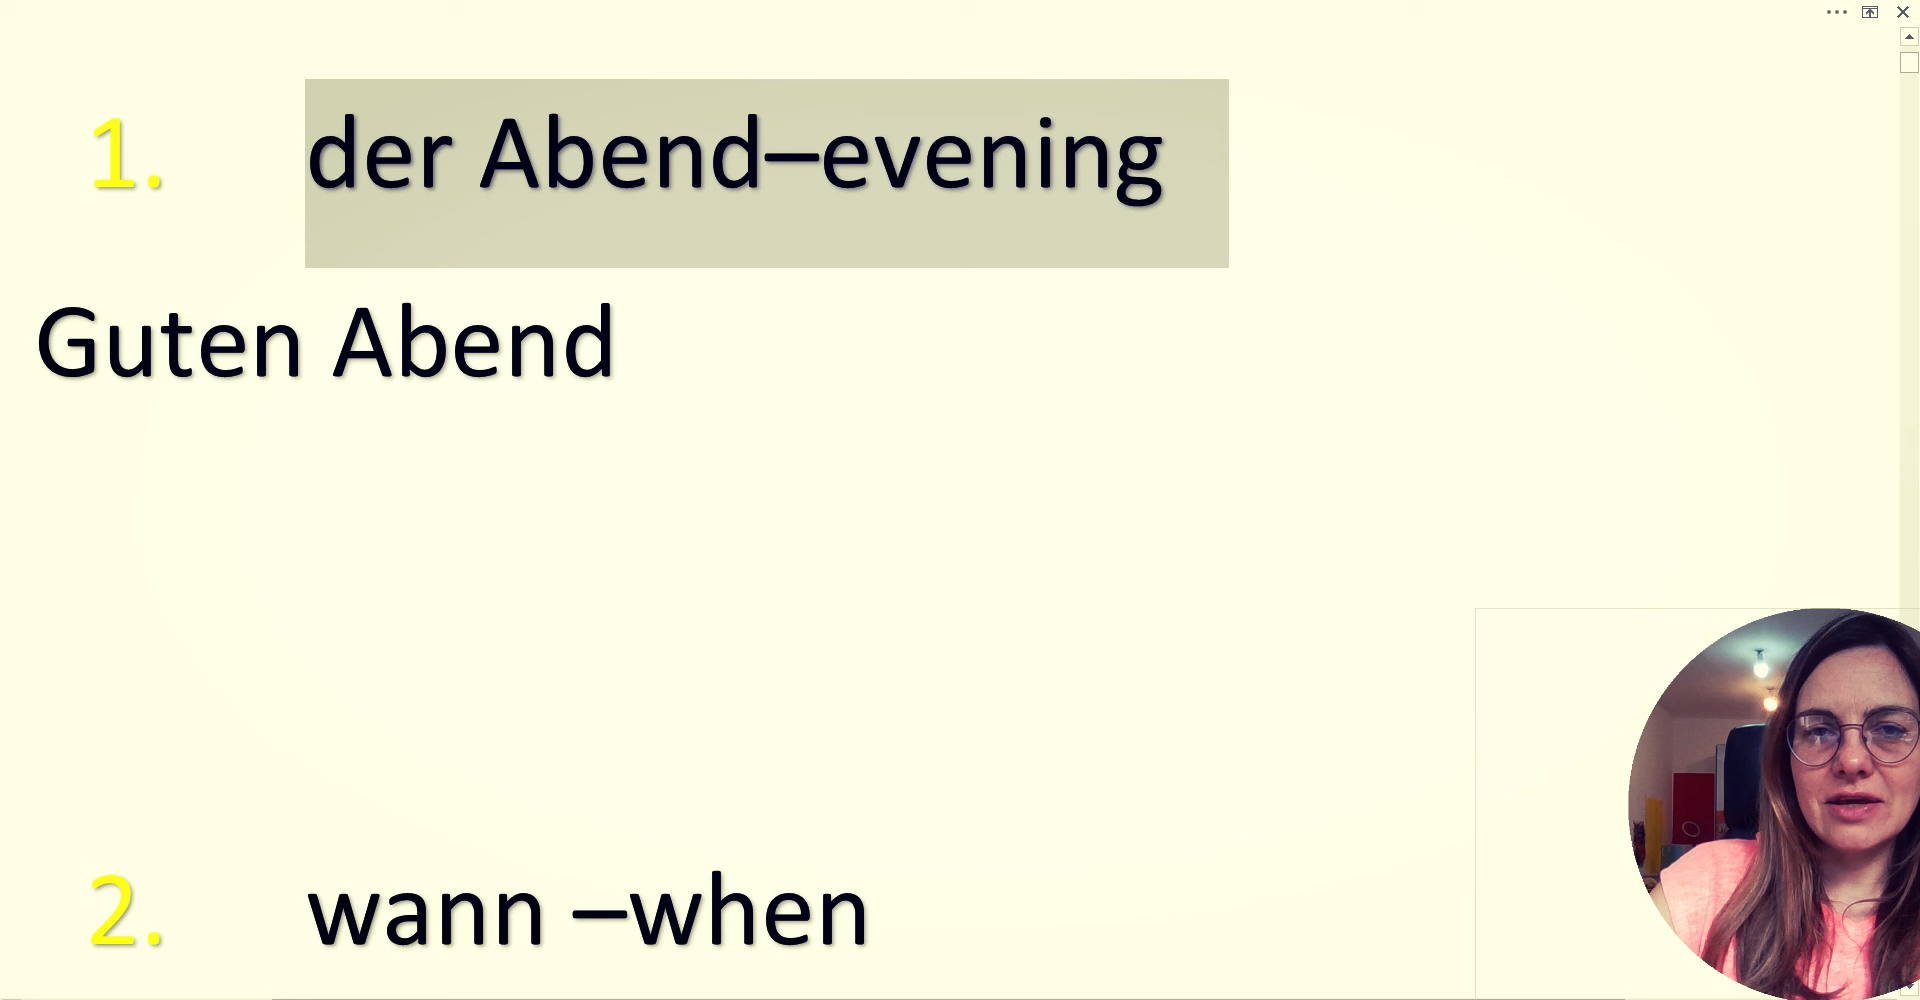 1. der Abend–evening
Guten Abend
2. wann –when